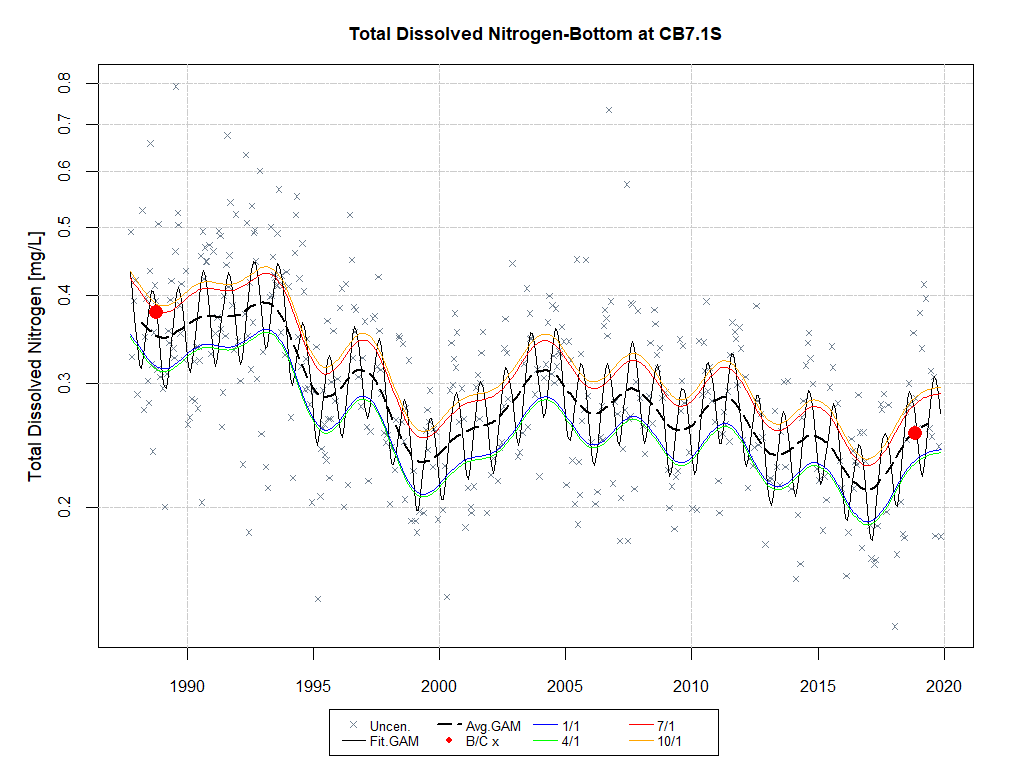 Total Dissolved Nitrogen-Bottom at CB7.1S
Total Dissolved Nitrogen [mg/L]
0.8
0.7
0.6
0.5
0.4
0.3
0.2
1990 1995 2000 2005 2010 2015 2020
Uncen. Avg.GAM 1/1 7/1
Fit.GAM B/C x 4/1 10/1